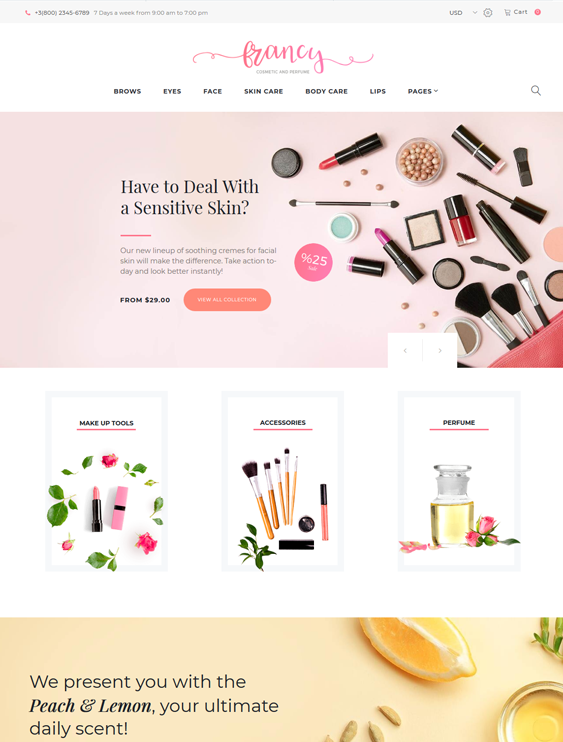 +3(800) 2345-6789 7 Days a week from 9:00 am to 7:00 pm
USD
Cart 0
francy
COSMETIC AND PERFUME
BROWS EYES FACE SKIN CARE BODY CARE LIPS PAGES
Have to Deal With
a Sensitive Skin?
Our new lineup of soothing cremes for facial
skin will make the difference. Take action to-
day and look better instantly!
%25
Sale
FROM $29.00
VIEW ALL COLLECTION
MAKE UP TOOLS
ACCESSORIES
PERFUME
We present you with the
Peach & Lemon, your ultimate
daily scent!